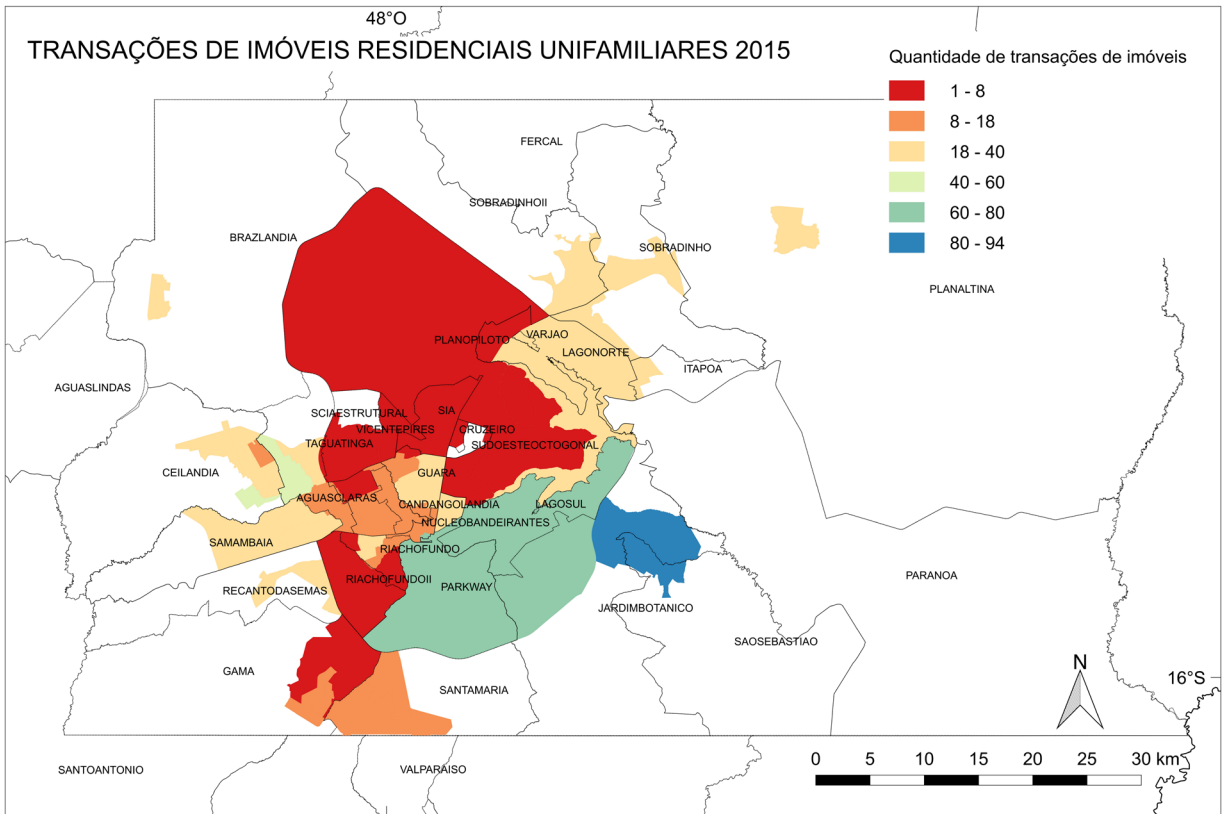 48°O
TRANSAÇÕES DE IMÓVEIS RESIDENCIAIS UNIFAMILIARES 2015
Quantidade de transações de imóveis
1 - 8
8 - 18
18 - 40
40 - 60
60 - 80
80 - 94
FERCAL
SOBRADINHOII
BRAZLANDIA
SOBRADINHO
PLANALTINA
VARJAO
PLANOPILOTO
LAGONORTE
ITAPOA
AGUASLINDAS
SCIAESTRUTURAL
SIA
VICENTEPIRES
CRUZEIRO
TAGUATINGA
SUDOESTEOCTOGONAL
CEILANDIA
GUARA
AGUASCLARAS
CANDANGOLANDIA
LAGOSUL
NUCLEOBANDEIRANTES
SAMAMBAIA
RIACHOFUNDO
RIACHOFUNDOII
PARANOA
RECANTODASEMAS
PARKWAY
JARDIMBOTANICO
SAOSEBASTIAO
GAMA
N
16°S
SANTAMARIA
0 5 10 15 20 25 30 km
SANTOANTONIO
VALPARAISO